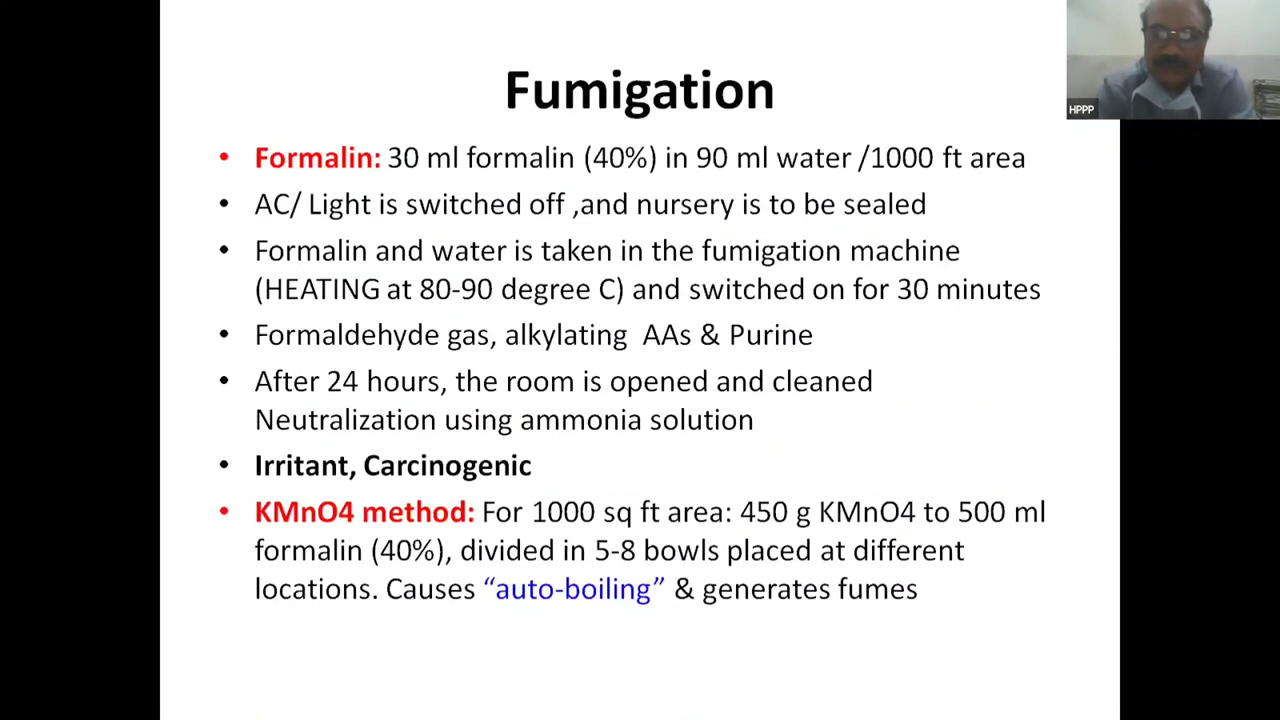 HPPP
Fumigation
• Formalin: 30 ml formalin (40%) in 90 ml water /1000 ft area
• AC/ Light is switched off ,and nursery is to be sealed
• Formalin and water is taken in the fumigation machine
(HEATING at 80-90 degree C) and switched on for 30 minutes
• Formaldehyde gas, alkylating AAs & Purine
• After 24 hours, the room is opened and cleaned
Neutralization using ammonia solution
• Irritant, Carcinogenic
• KMnO4 method: For 1000 sq ft area: 450 g KMnO4 to 500 ml
formalin (40%), divided in 5-8 bowls placed at different
locations. Causes “auto-boiling” & generates fumes